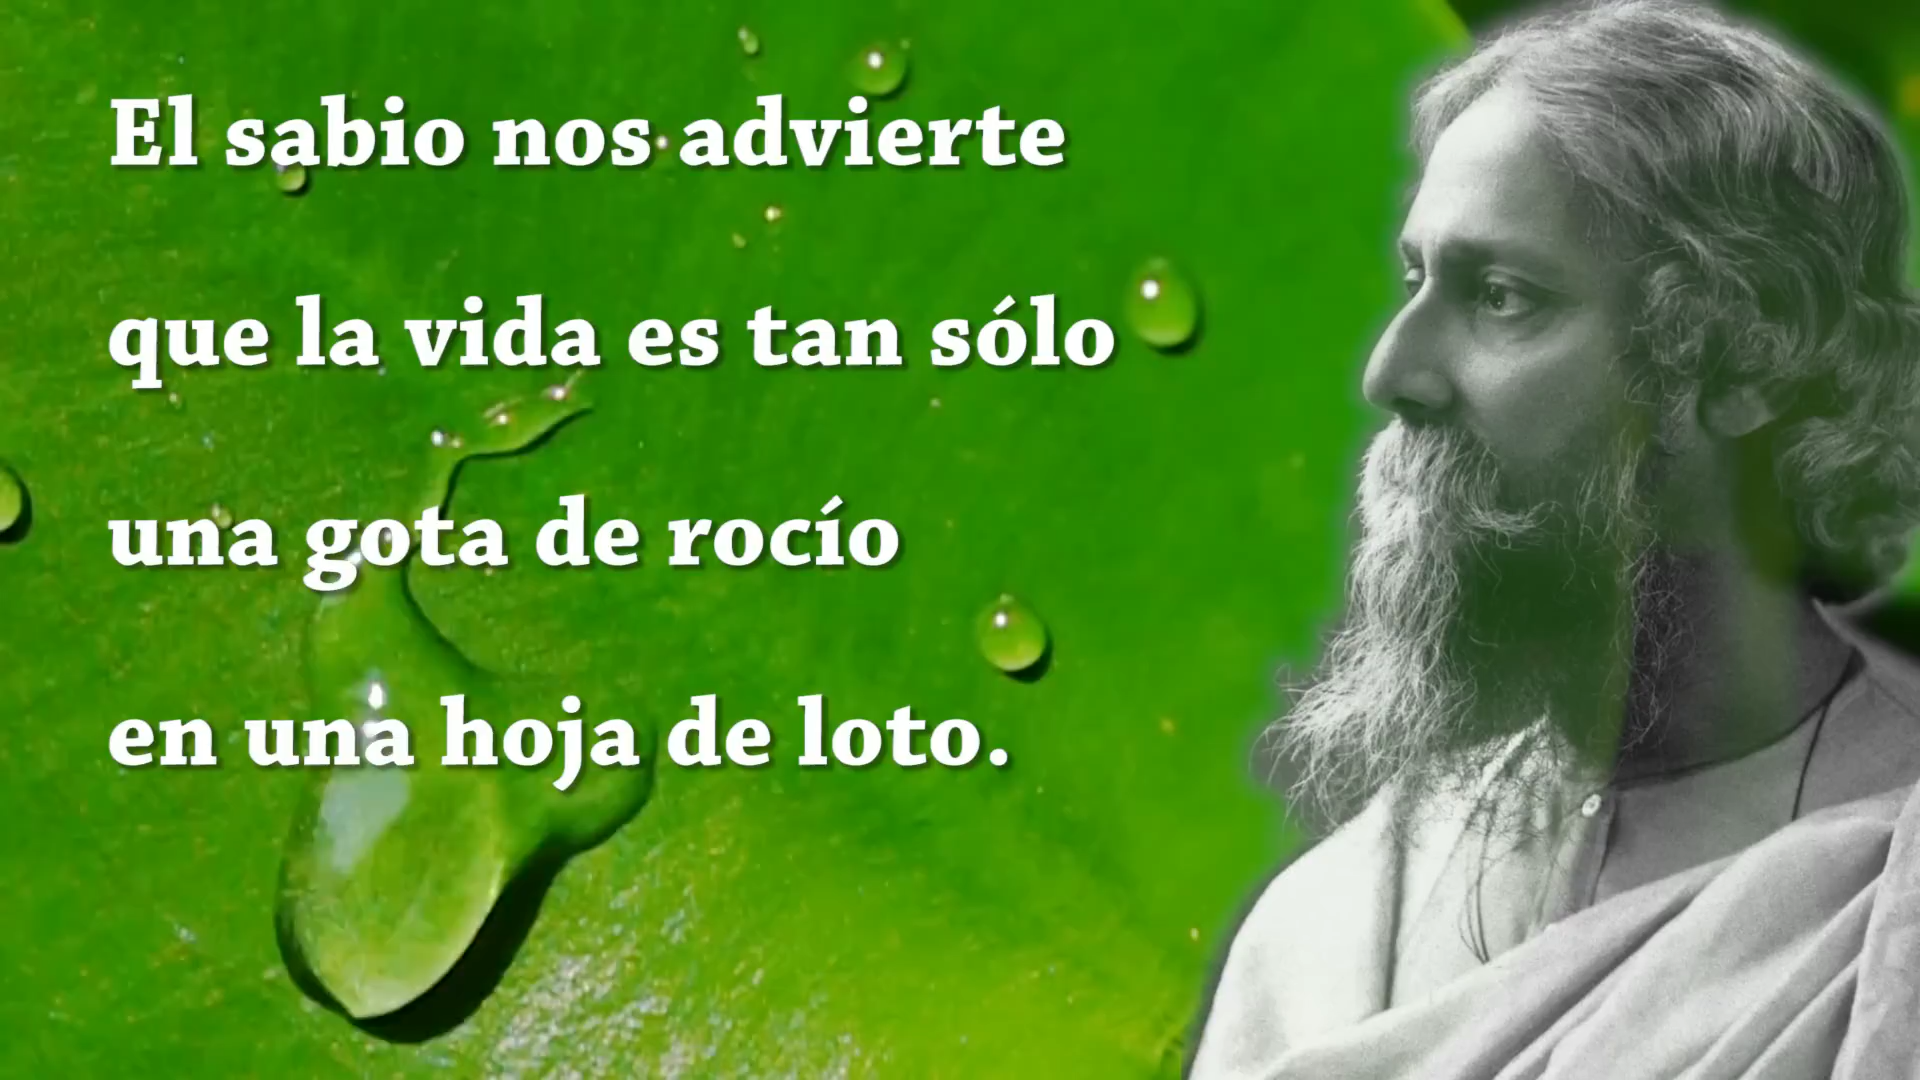 El sabio nos advierte
que la vida es tan sólo
una gota de rocío
en una hoja de loto.